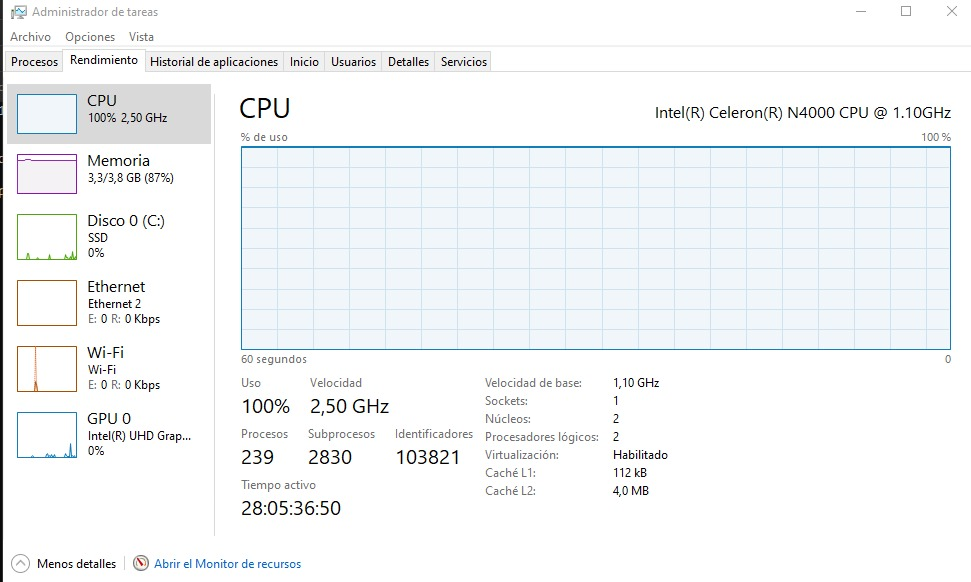 Administrador de tareas
Archivo Opciones Vista
Procesos Rendimiento Historial de aplicaciones Inicio Usuarios Detalles Servicios
CPU
100% 2,50 GHz
Memoria
3,3/3,8 GB (87%)
Disco 0 (C:)
SSD
0%
Ethernet
Ethernet 2
E: 0 R: 0 Kbps
Wi-Fi
Wi-Fi
E: 0 R: 0 Kbps
GPU 0
Intel(R) UHD Grap...
0%
CPU
Intel(R) Celeron(R) N4000 CPU @ 1.10GHz
% de uso 100 %
60 segundos 0
Uso Velocidad
100% 2,50 GHz
Procesos Subprocesos Identificadores
239 2830 103821
Tiempo activo
28:05:36:50
Velocidad de base: 1,10 GHz
Sockets: 1
Núcleos: 2
Procesadores lógicos: 2
Virtualización: Habilitado
Caché L1: 112 kB
Caché L2: 4,0 MB
Menos detalles Abrir el Monitor de recursos